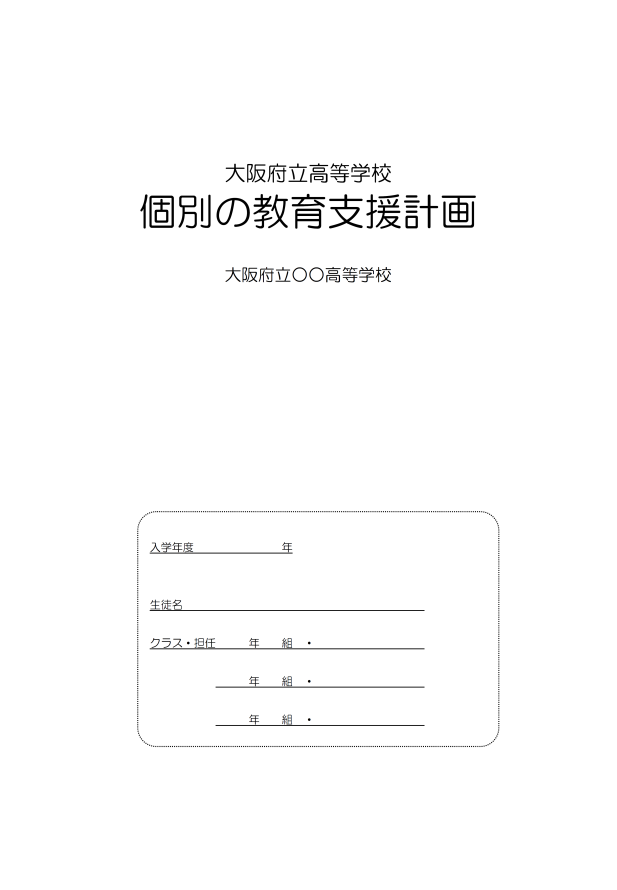 大阪府立高等学校
個別の教育支援計画
大阪府立〇〇高等学校
入学年度　　　　　　　　年
生徒名
クラス・担任　　　年　　組　・
年　　組　・
年　　組　・